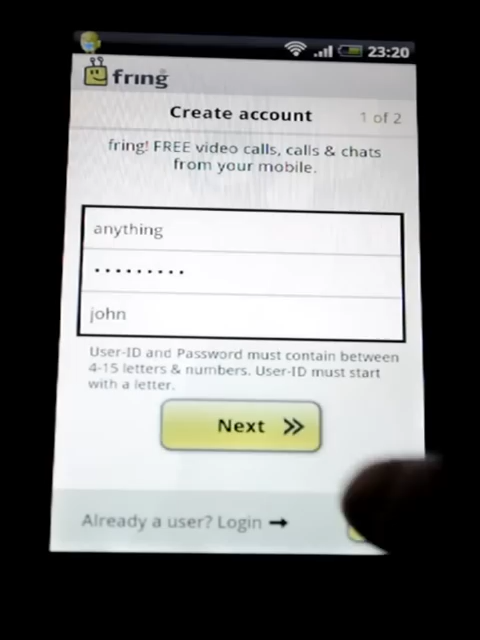 23:20
fring
Create account 1 of 2
fring! FREE video calls, calls & chats
from your mobile.
anything
•••••••••
john
User-ID and Password must contain between
4-15 letters & numbers. User-ID must start
with a letter.
Next
Already a user? Login